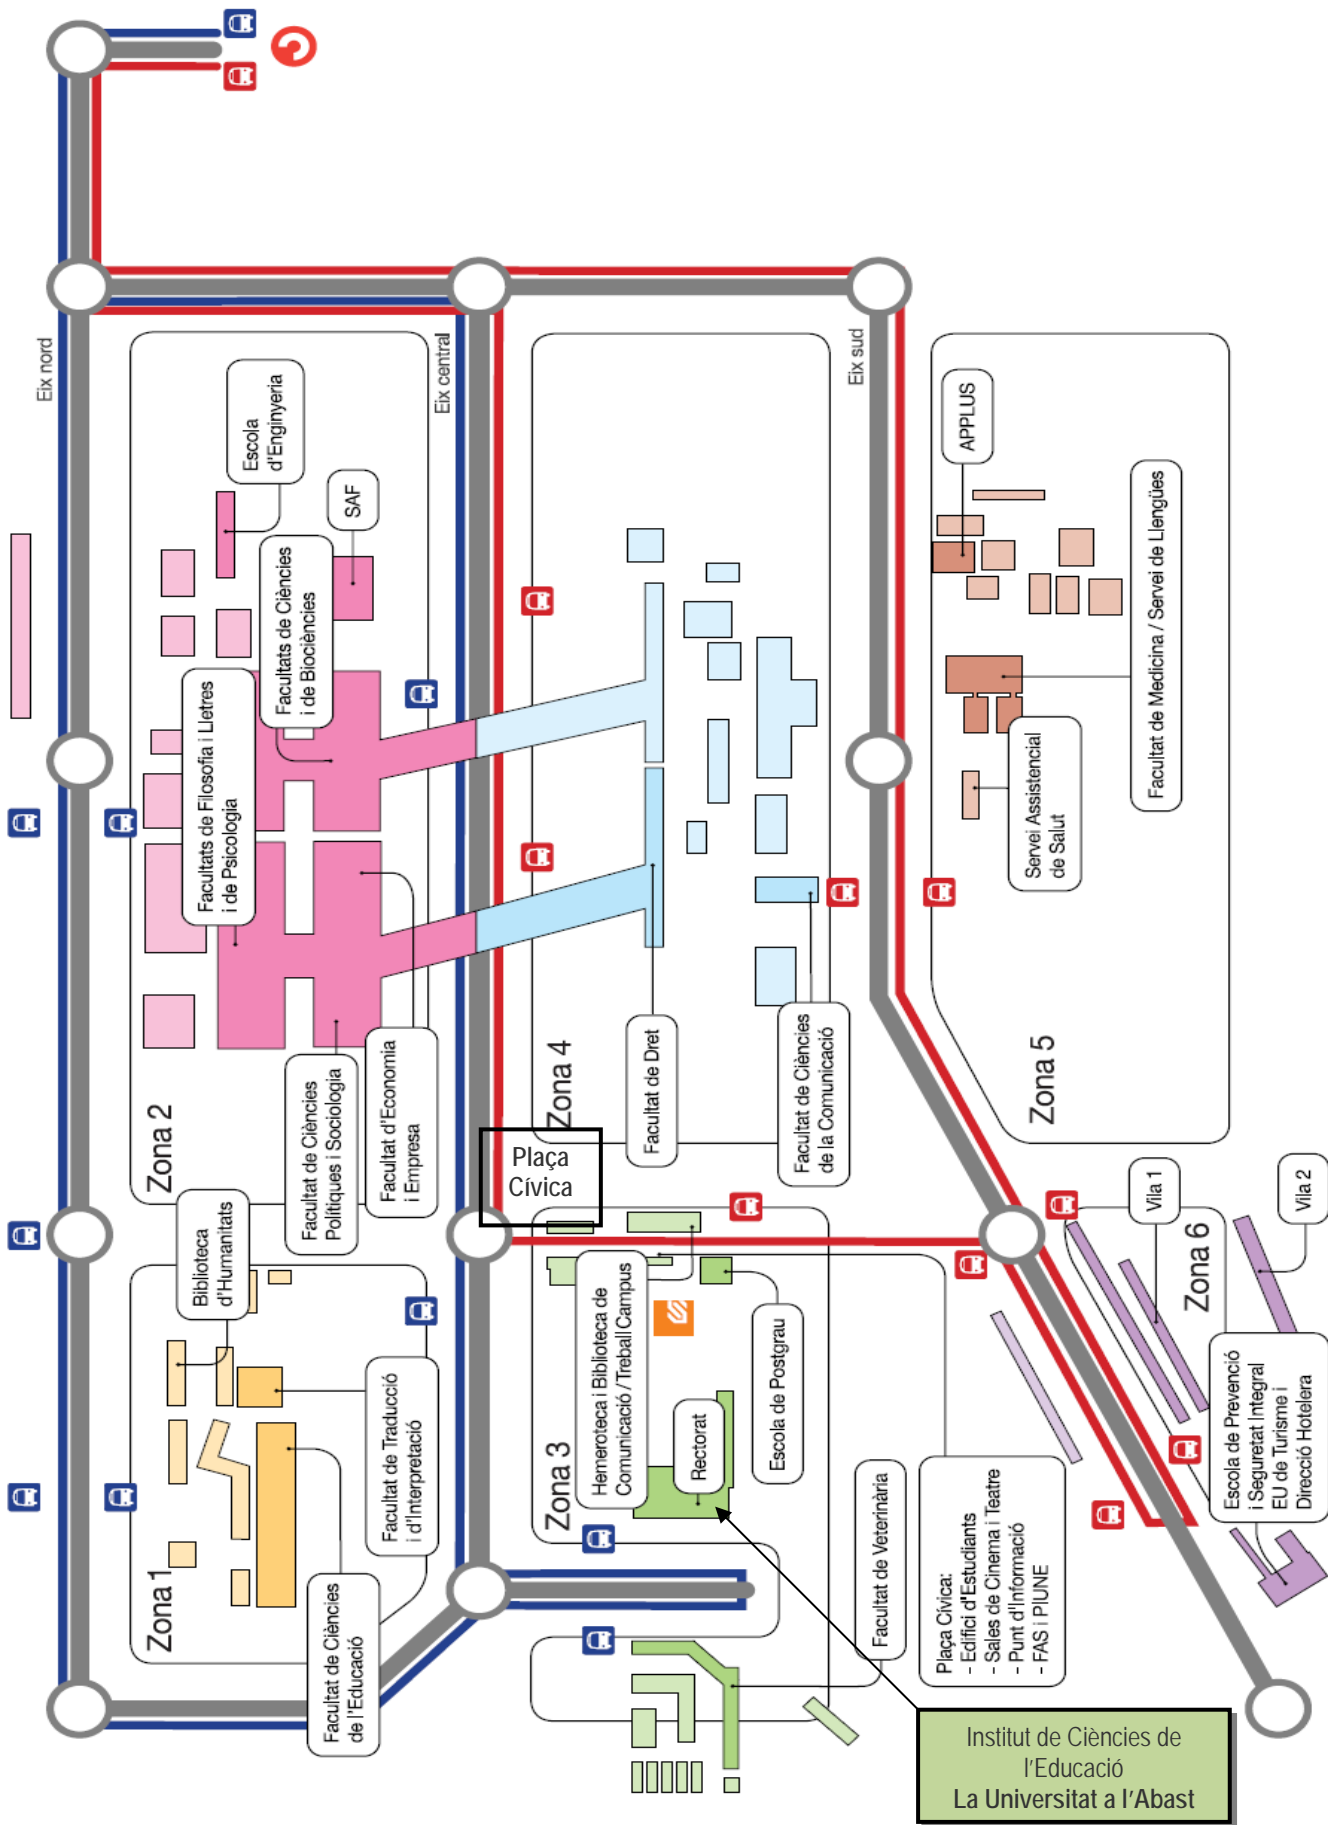 Eix nord
Eix central
Eix sud
Zona 2
Escola
d'Enginyeria
SAF
Facultats de Ciències
i de Biociències
Facultats de Filosofia i Lletres
i de Psicologia
Facultat de Ciències
Polítiques i Sociologia
Facultat d'Economia
i Empresa
Zona 1
Biblioteca
d'Humanitats
Facultat de Traducció
i d'Interpretació
Facultat de Ciències
de l'Educació
Plaça
Cívica
Zona 4
Facultat de Dret
Facultat de Ciències
de la Comunicació
Zona 5
APPLUS
Facultat de Medicina / Servei de Llengües
Servei Assistencial
de Salut
Zona 3
Hemeroteca i Biblioteca de
Comunicació / Treball Campus
Rectorat
Escola de Postgrau
Facultat de Veterinària
Plaça Cívica:
- Edifici d'Estudiants
- Sales de Cinema i Teatre
- Punt d'Informació
- FAS i PIUNE
Zona 6
Vila 1
Vila 2
Escola de Prevenció
i Seguretat Integral
EU de Turisme i
Direcció Hotelera
Institut de Ciències de
l'Educació
La Universitat a l'Abast